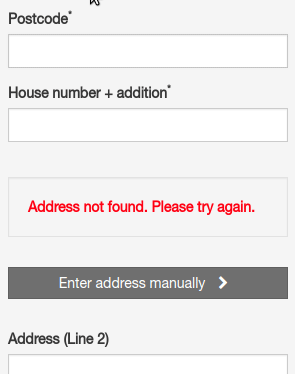 Postcode*
House number + addition*
Address not found. Please try again.
Enter address manually
Address (Line 2)